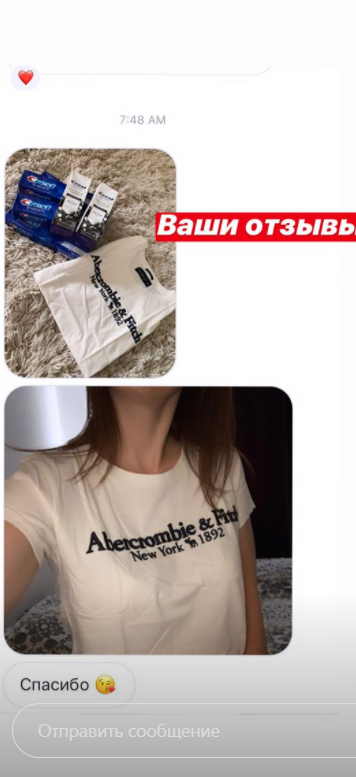 7:48 AM
Ваши отзывы
Crest
Crest
Abercrombie & Fitch
New York 1892
Abercrombie & Fitch
New York 1892
Спасибо 😘
Отправить сообщение